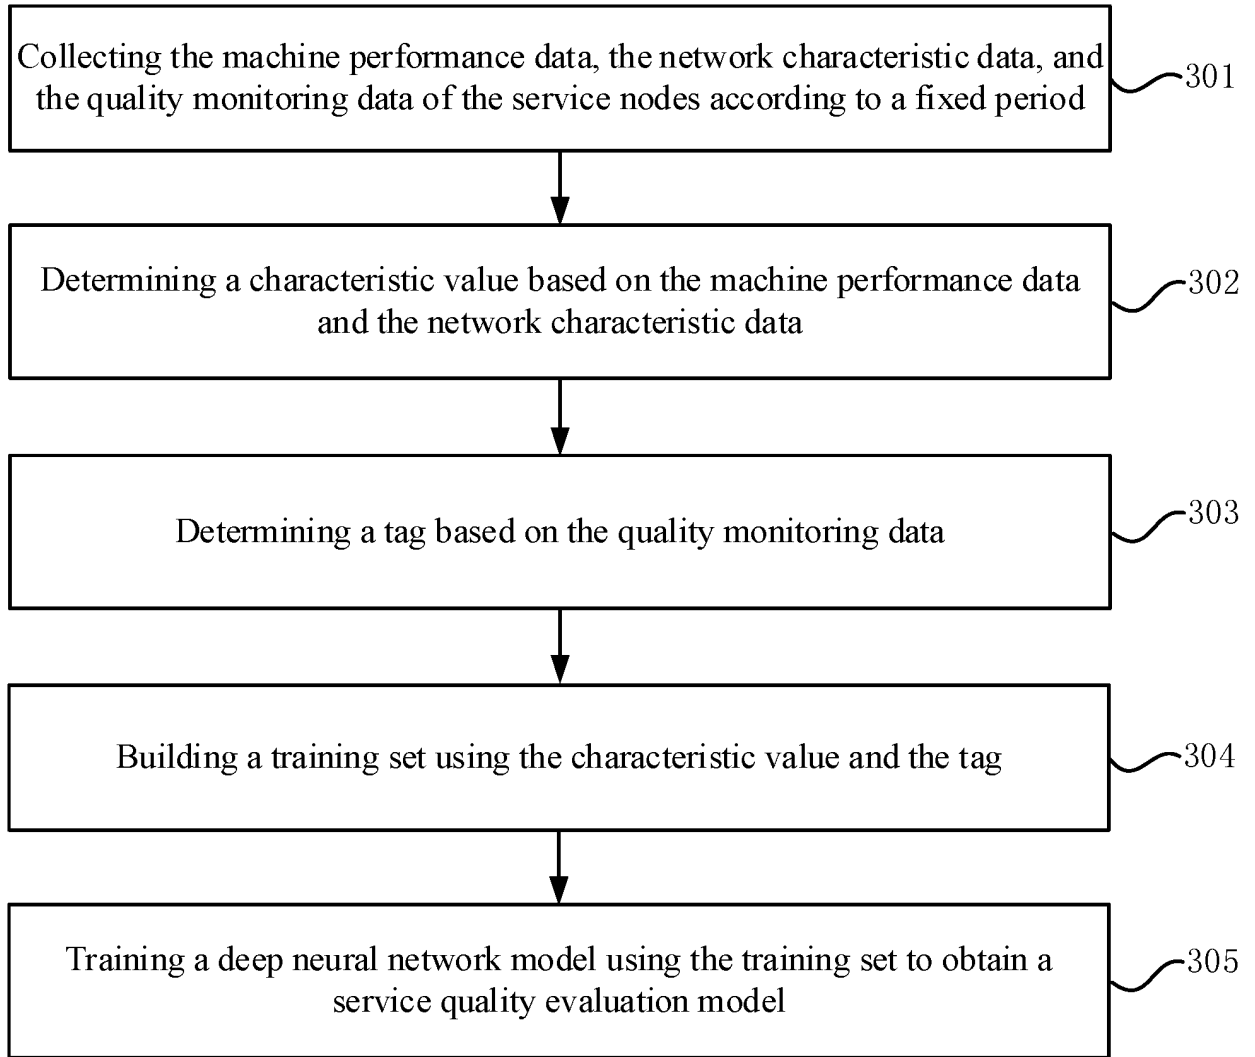 Collecting the machine performance data, the network characteristic data, and
the quality monitoring data of the service nodes according to a fixed period
301
Determining a characteristic value based on the machine performance data
and the network characteristic data
302
Determining a tag based on the quality monitoring data
303
Building a training set using the characteristic value and the tag
304
Training a deep neural network model using the training set to obtain a
service quality evaluation model
305